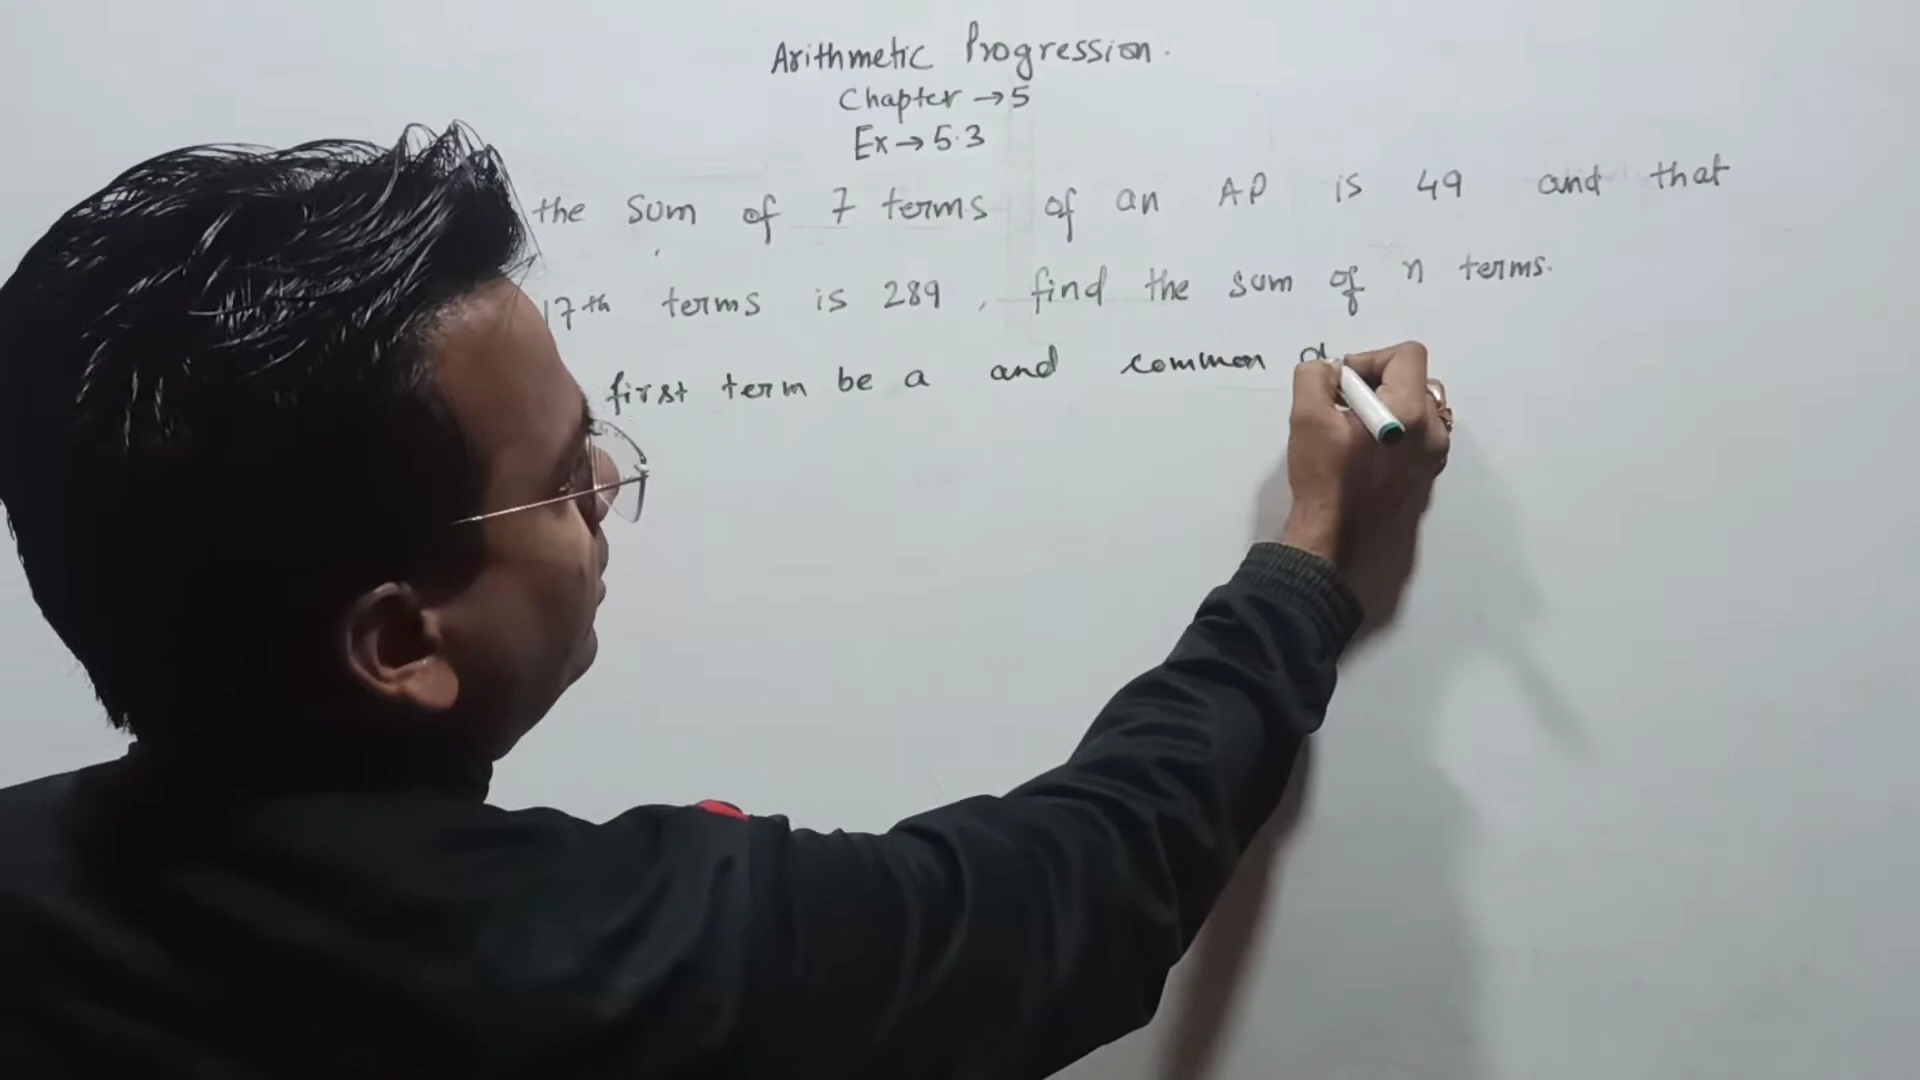 Arithmetic Progression.
Chapter → 5
Ex → 5.3
the sum of 7 terms of an AP is 49 and that
17th terms is 289, find the sum of n terms.
first term be a and common d